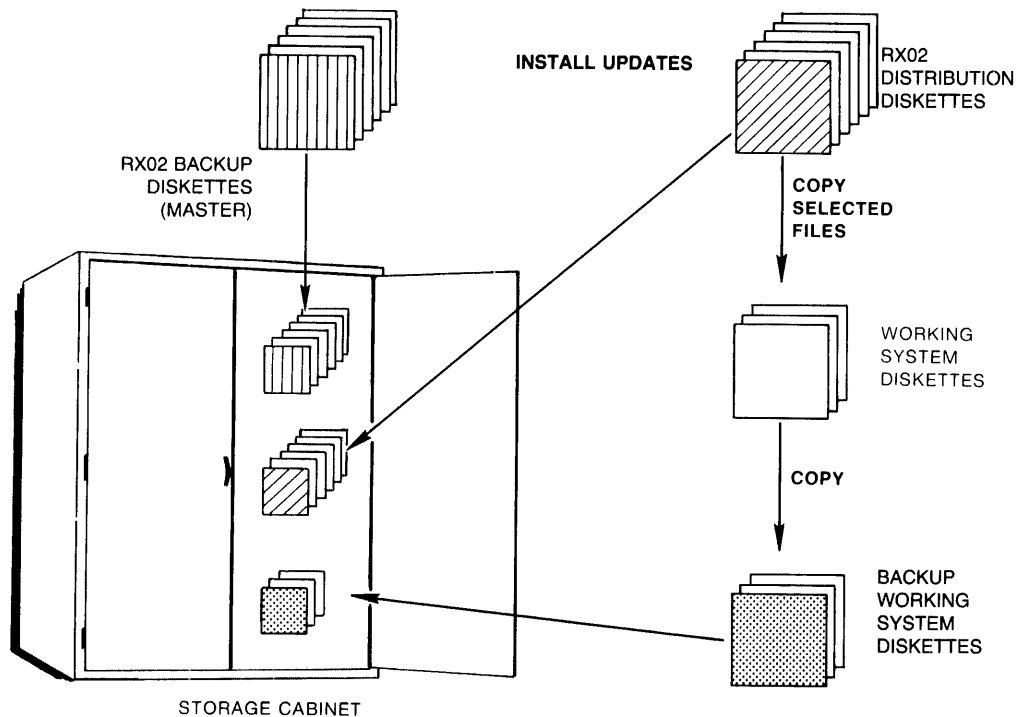 INSTALL UPDATES
RX02
DISTRIBUTION
DISKETTES
RX02 BACKUP
DISKETTES
(MASTER)
COPY
SELECTED
FILES
WORKING
SYSTEM
DISKETTES
COPY
BACKUP
WORKING
SYSTEM
DISKETTES
STORAGE CABINET